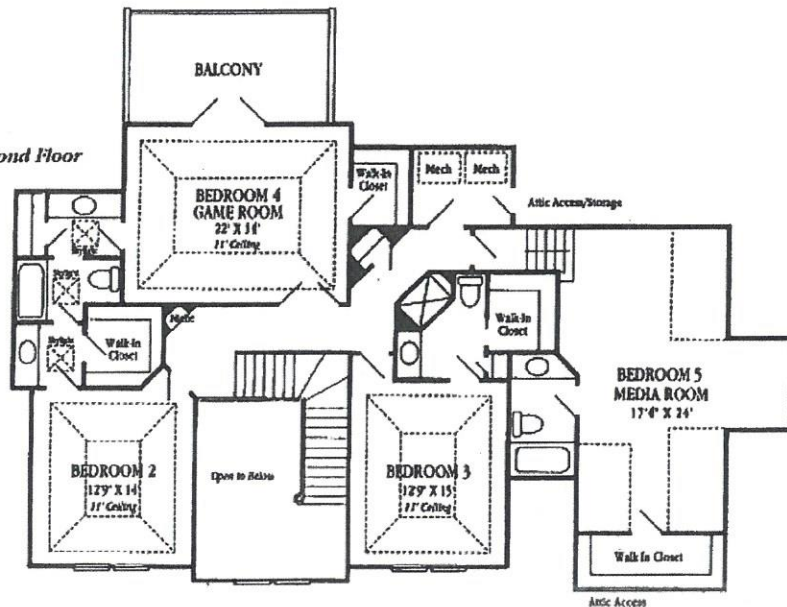 BALCONY
ond Floor
BEDROOM 4
GAME ROOM
22' X 14'
11' Ceiling
Walk-In
Closet
Mech
Mech
Attic Access/Storage
Walk-In
Closet
Walk-In
Closet
BEDROOM 5
MEDIA ROOM
17'4" X 24'
BEDROOM 2
12'9" X 14'
11' Ceiling
Open to Below
BEDROOM 3
12'9" X 15'
11' Ceiling
Walk In Closet
Attic Access